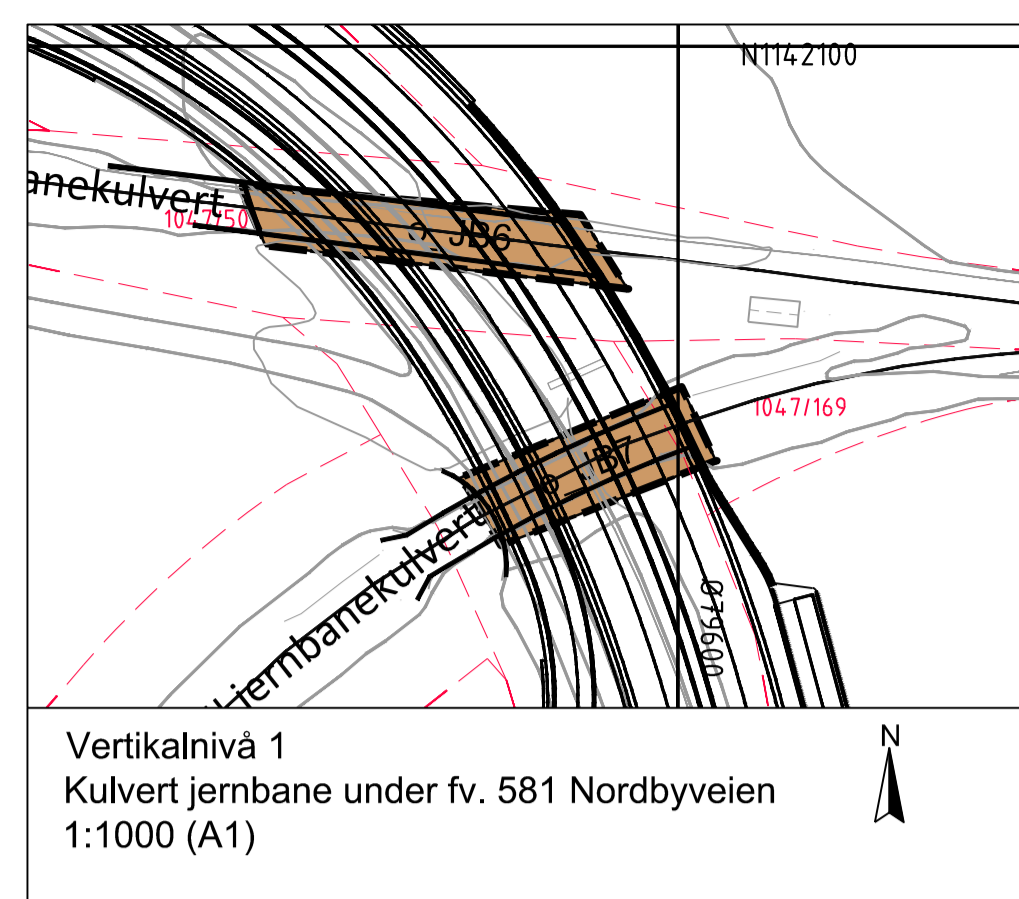 N1142100
anekulvert
1047/50
JB6
1047/169
JB7
jernbanekulvert
Ø79600
Vertikalnivå 1
Kulvert jernbane under fv. 581 Nordbyveien
1:1000 (A1)
N